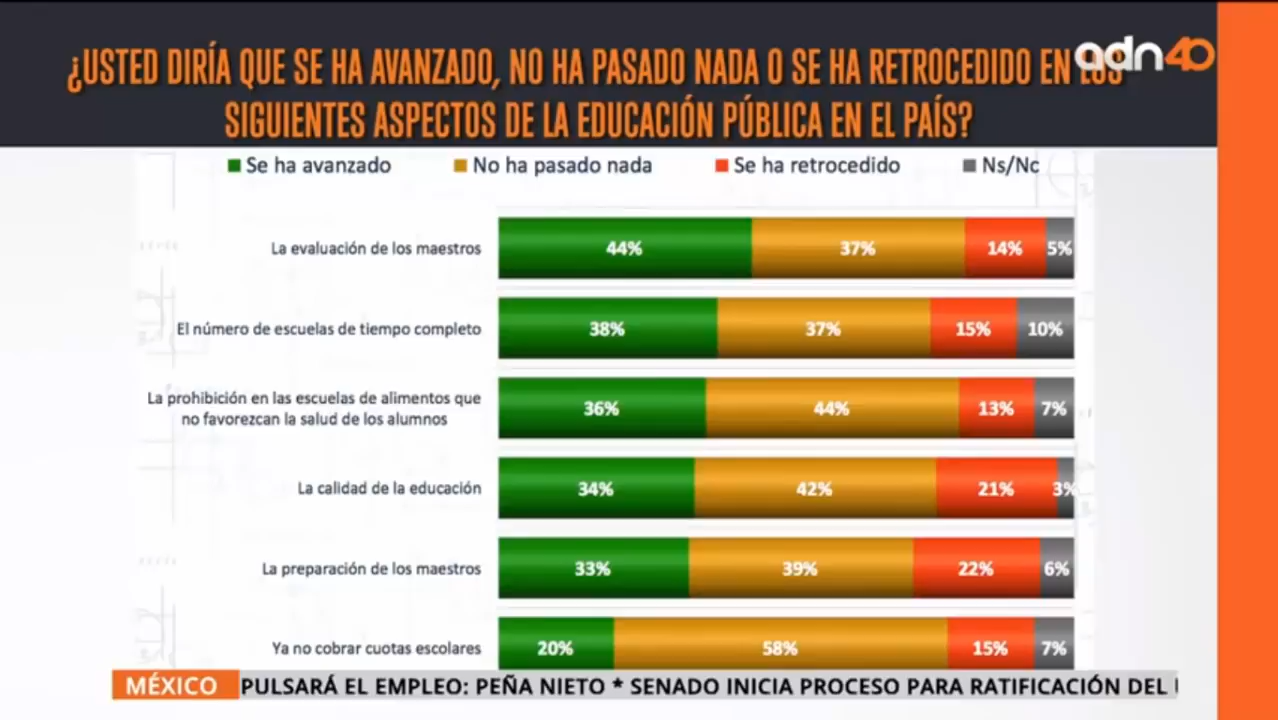 ¿USTED DIRÍA QUE SE HA AVANZADO, NO HA PASADO NADA O SE HA RETROCEDIDO EN LOS
adn40
SIGUIENTES ASPECTOS DE LA EDUCACIÓN PÚBLICA EN EL PAÍS?
Se ha avanzado No ha pasado nada Se ha retrocedido Ns/Nc
La evaluación de los maestros 44% 37% 14% 5%
El número de escuelas de tiempo completo 38% 37% 15% 10%
La prohibición en las escuelas de alimentos que
no favorezcan la salud de los alumnos 36% 44% 13% 7%
La calidad de la educación 34% 42% 21% 3%
La preparación de los maestros 33% 39% 22% 6%
Ya no cobrar cuotas escolares 20% 58% 15% 7%
MÉXICO PULSARÁ EL EMPLEO: PEÑA NIETO * SENADO INICIA PROCESO PARA RATIFICACIÓN DEL